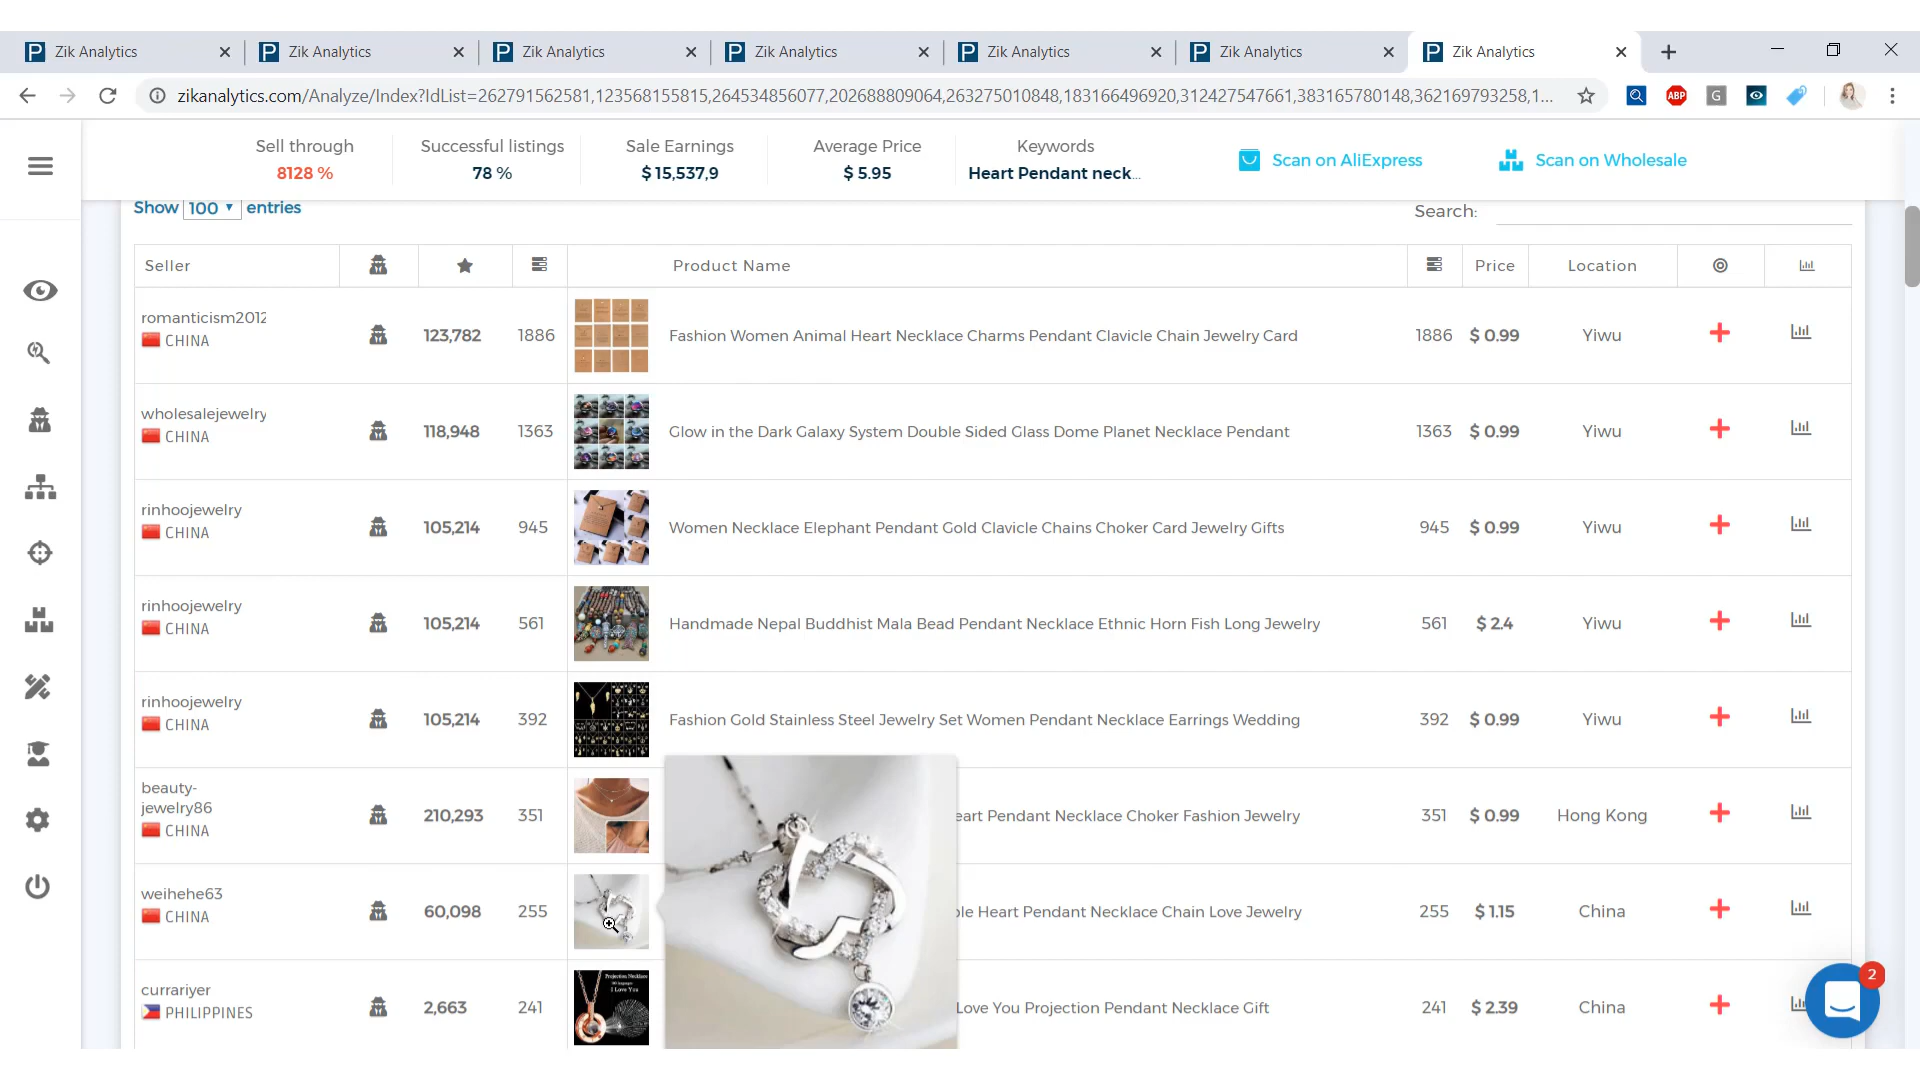 Zik Analytics
Zik Analytics
Zik Analytics
Zik Analytics
Zik Analytics
Zik Analytics
Zik Analytics
zikanalytics.com/Analyze/Index?IdList=262791562581,123568155815,264534856077,202688809064,263275010848,183166496920,312427547661,383165780148,362169793258,1...
ABP
G
Sell through
8128 %
Successful listings
78 %
Sale Earnings
$ 15,537,9
Average Price
$ 5.95
Keywords
Heart Pendant neck...
Scan on AliExpress
Scan on Wholesale
Show 100 entries
Search:
Seller Product Name Price Location
romanticism2012
CHINA
123,782 1886 Fashion Women Animal Heart Necklace Charms Pendant Clavicle Chain Jewelry Card 1886 $ 0.99 Yiwu
wholesalejewelry
CHINA
118,948 1363 Glow in the Dark Galaxy System Double Sided Glass Dome Planet Necklace Pendant 1363 $ 0.99 Yiwu
rinhoojewelry
CHINA
105,214 945 Women Necklace Elephant Pendant Gold Clavicle Chains Choker Card Jewelry Gifts 945 $ 0.99 Yiwu
rinhoojewelry
CHINA
105,214 561 Handmade Nepal Buddhist Mala Bead Pendant Necklace Ethnic Horn Fish Long Jewelry 561 $ 2.4 Yiwu
rinhoojewelry
CHINA
105,214 392 Fashion Gold Stainless Steel Jewelry Set Women Pendant Necklace Earrings Wedding 392 $ 0.99 Yiwu
beauty-
jewelry86
CHINA
210,293 351 eart Pendant Necklace Choker Fashion Jewelry 351 $ 0.99 Hong Kong
weihehe63
CHINA
60,098 255 le Heart Pendant Necklace Chain Love Jewelry 255 $ 1.15 China
currariyer
PHILIPPINES
2,663 241 Projection Necklace
I Love You
Love You Projection Pendant Necklace Gift 241 $ 2.39 China
2